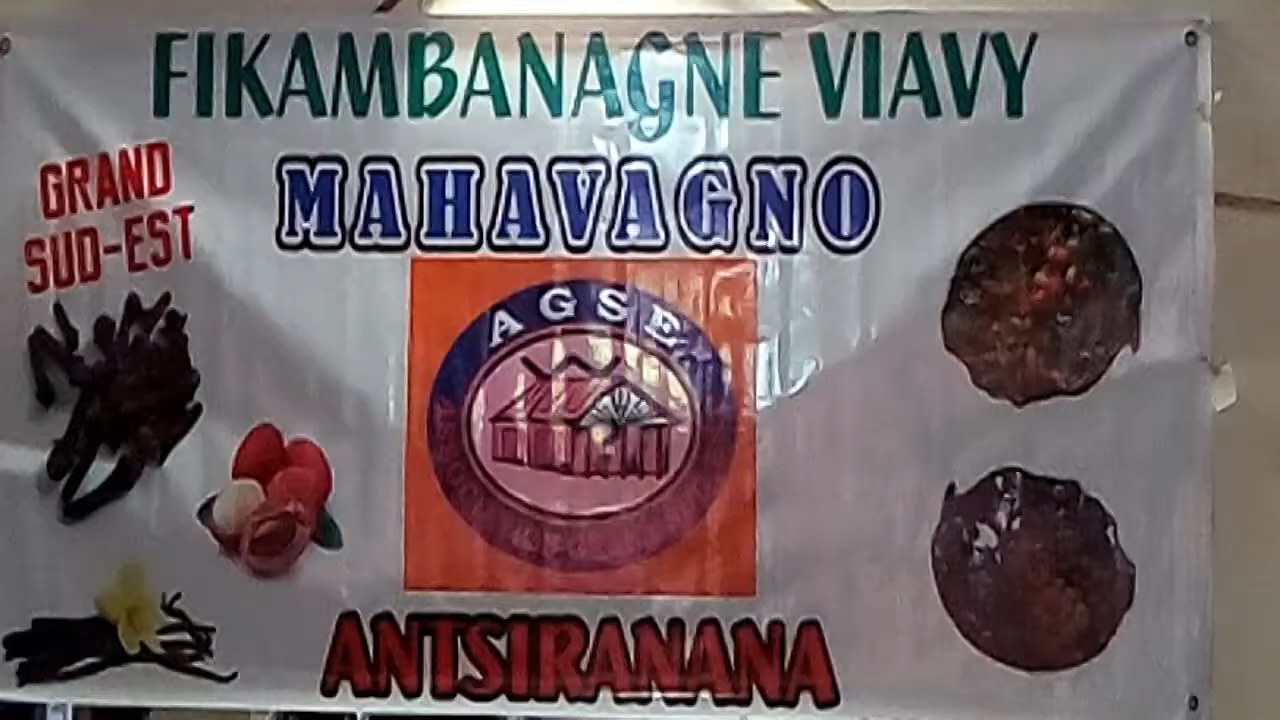 FIKAMBANAGNE VIAVY
MAHAVAGNO
GRAND
SUD-EST
AGSE
ANTSIRANANA